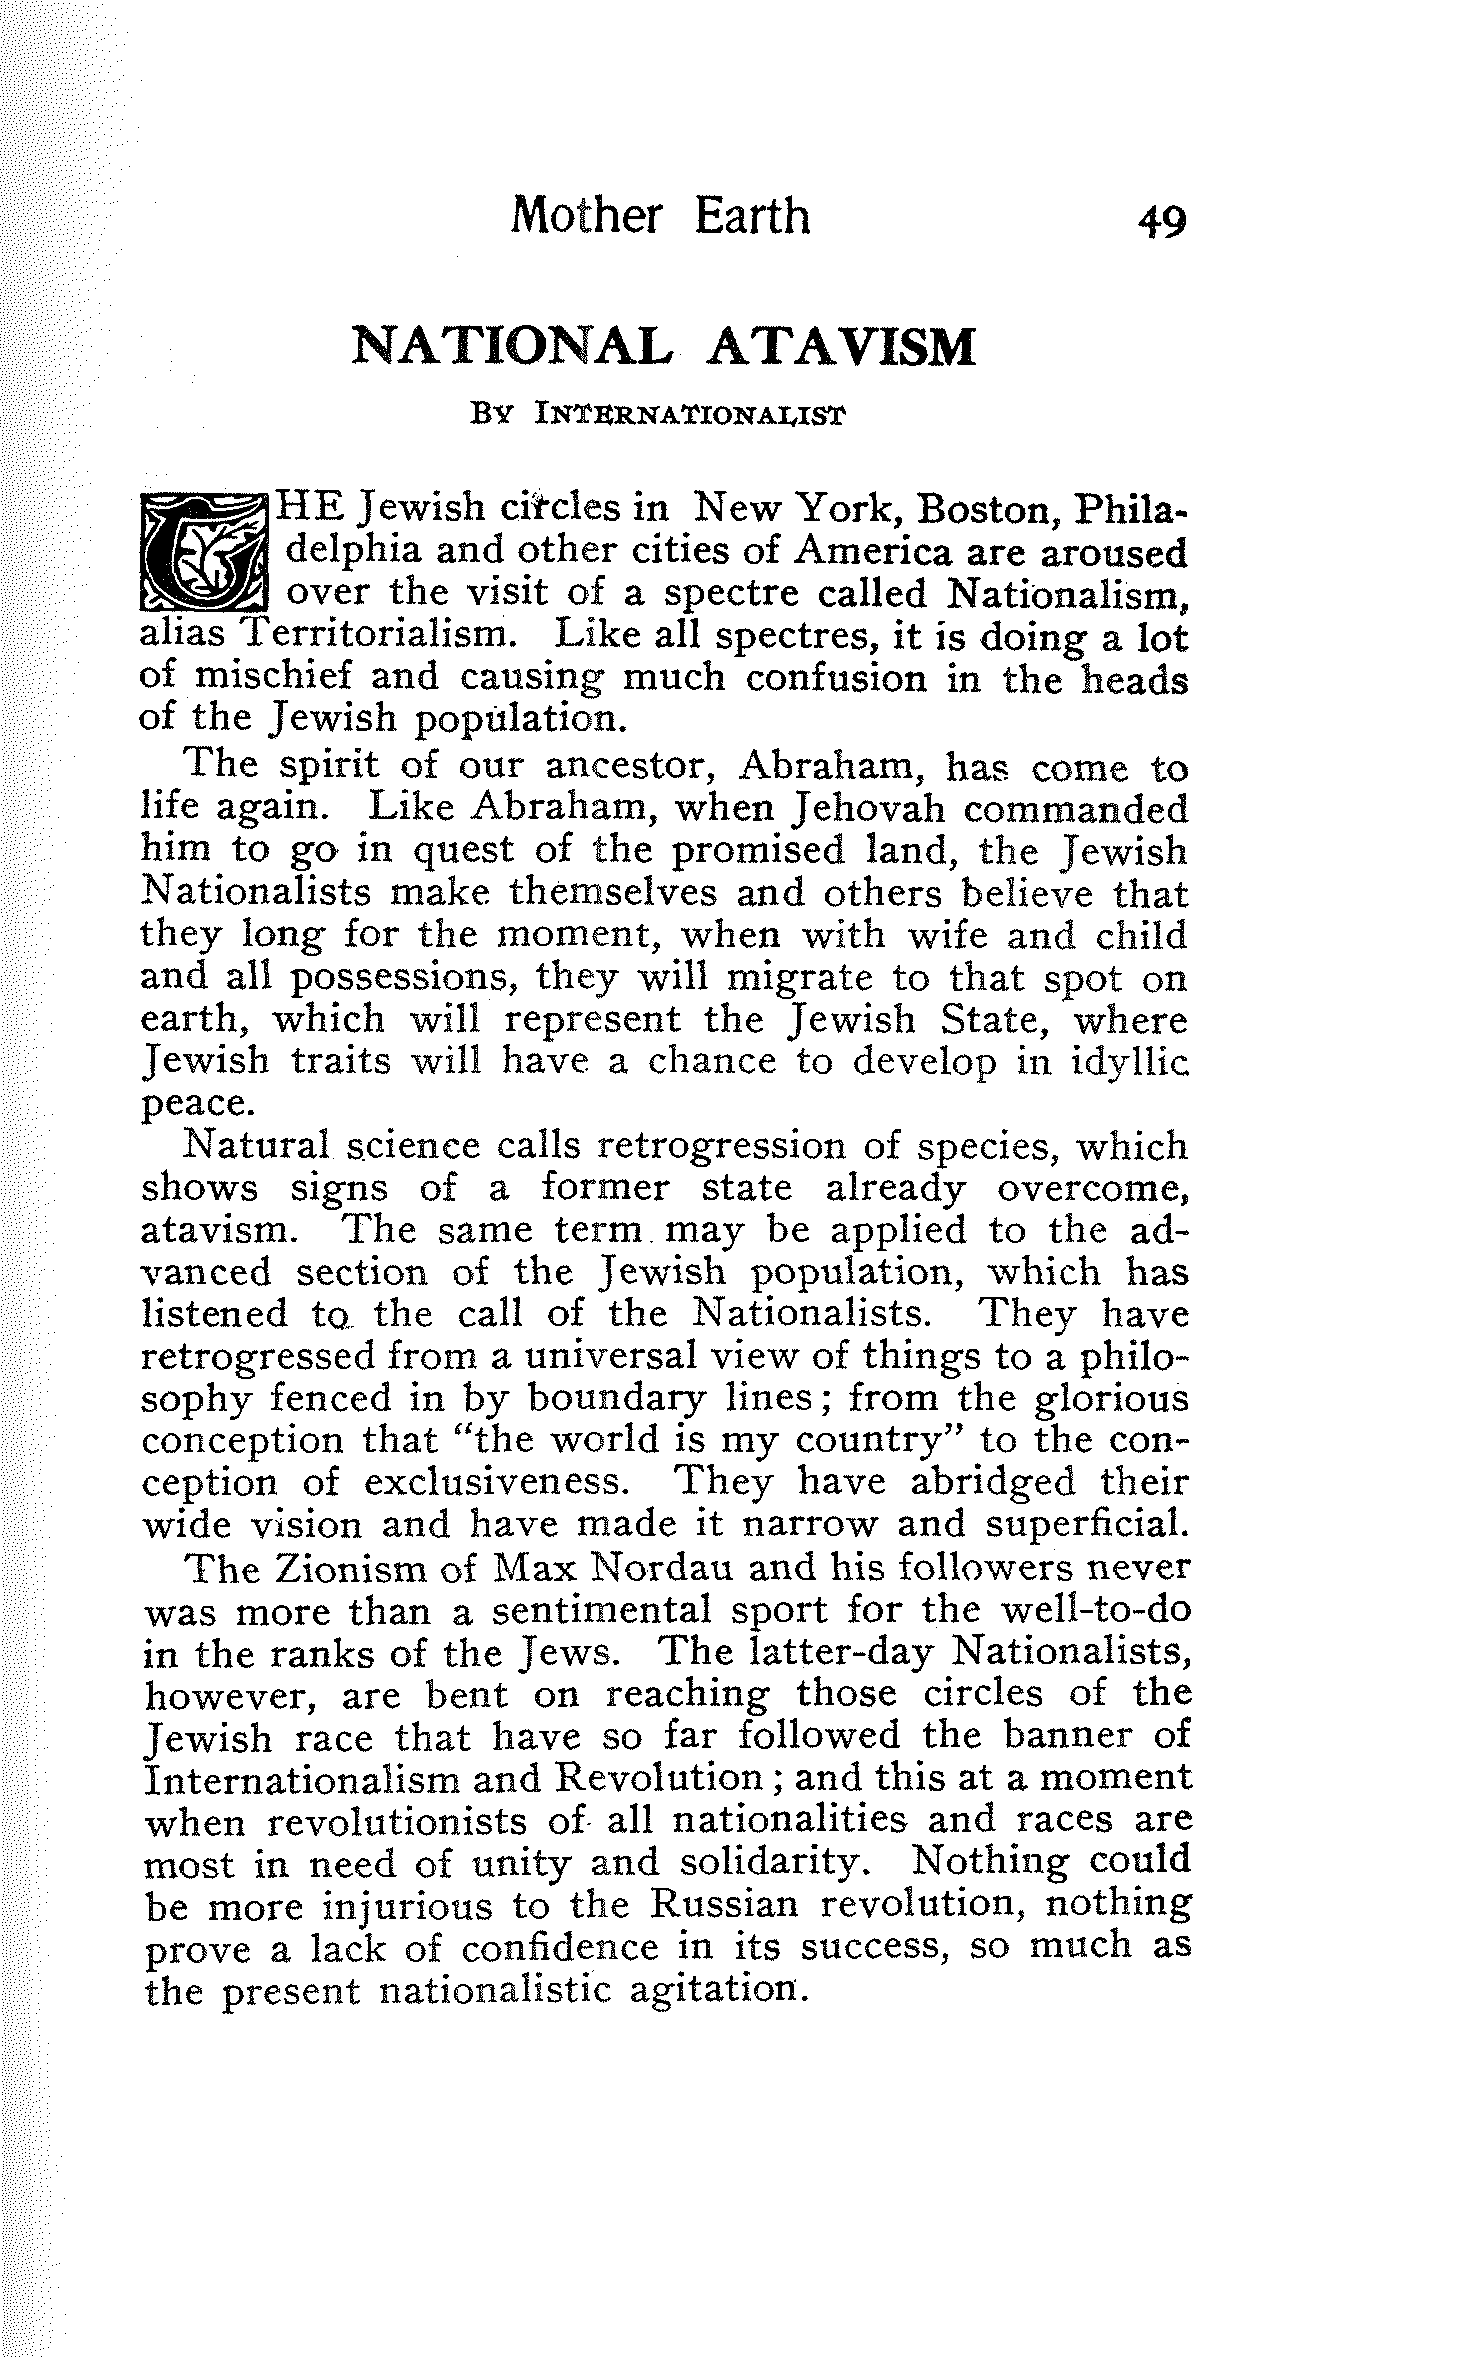 Mother Earth 49
NATIONAL ATAVISM
By Internationalist
THE Jewish circles in New York, Boston, Phila-
delphia and other cities of America are aroused
over the visit of a spectre called Nationalism,
alias Territorialism. Like all spectres, it is doing a lot
of mischief and causing much confusion in the heads
of the Jewish population.
The spirit of our ancestor, Abraham, has come to
life again. Like Abraham, when Jehovah commanded
him to go in quest of the promised land, the Jewish
Nationalists make themselves and others believe that
they long for the moment, when with wife and child
and all possessions, they will migrate to that spot on
earth, which will represent the Jewish State, where
Jewish traits will have a chance to develop in idyllic
peace.
Natural science calls retrogression of species, which
shows signs of a former state already overcome,
atavism. The same term may be applied to the ad-
vanced section of the Jewish population, which has
listened to the call of the Nationalists. They have
retrogressed from a universal view of things to a philo-
sophy fenced in by boundary lines; from the glorious
conception that "the world is my country" to the con-
ception of exclusiveness. They have abridged their
wide vision and have made it narrow and superficial.
The Zionism of Max Nordau and his followers never
was more than a sentimental sport for the well-to-do
in the ranks of the Jews. The latter-day Nationalists,
however, are bent on reaching those circles of the
Jewish race that have so far followed the banner of
Internationalism and Revolution; and this at a moment
when revolutionists of all nationalities and races are
most in need of unity and solidarity. Nothing could
be more injurious to the Russian revolution, nothing
prove a lack of confidence in its success, so much as
the present nationalistic agitation.